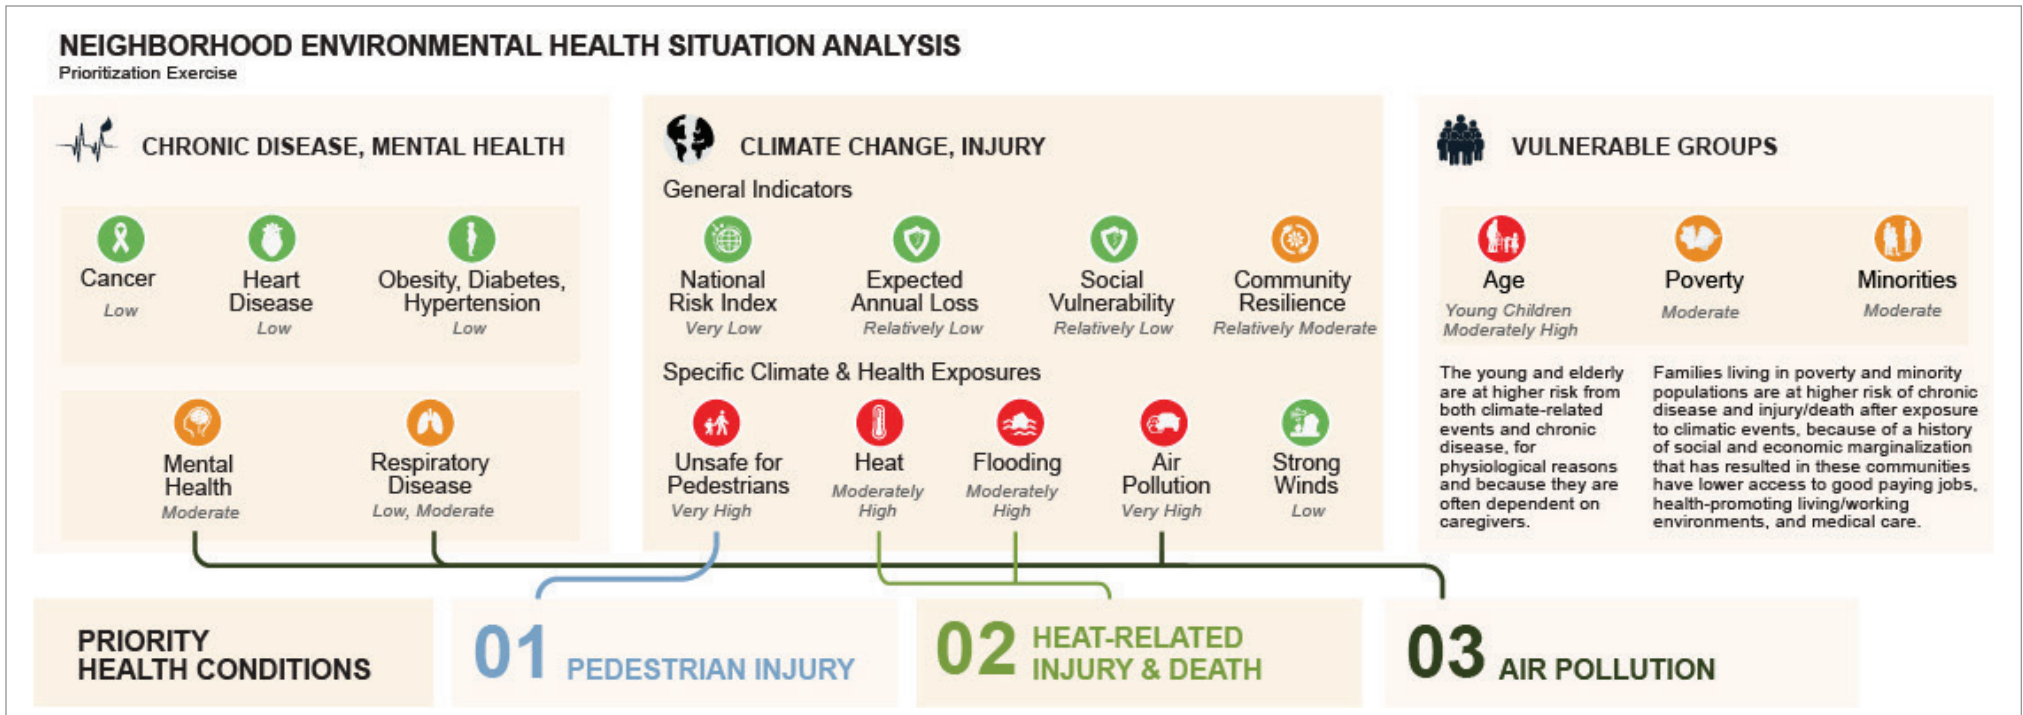 NEIGHBORHOOD ENVIRONMENTAL HEALTH SITUATION ANALYSIS
Prioritization Exercise
CHRONIC DISEASE, MENTAL HEALTH
Cancer
Low
Heart
Disease
Low
Obesity, Diabetes,
Hypertension
Low
Mental
Health
Moderate
Respiratory
Disease
Low, Moderate
CLIMATE CHANGE, INJURY
General Indicators
National
Risk Index
Very Low
Expected
Annual Loss
Relatively Low
Social
Vulnerability
Relatively Low
Community
Resilience
Relatively Moderate
Specific Climate & Health Exposures
Unsafe for
Pedestrians
Very High
Heat
Moderately
High
Flooding
Moderately
High
Air
Pollution
Very High
Strong
Winds
Low
VULNERABLE GROUPS
Age
Young Children
Moderately High
Poverty
Moderate
Minorities
Moderate
The young and elderly
are at higher risk from
both climate-related
events and chronic
disease, for
physiological reasons
and because they are
often dependent on
caregivers.
Families living in poverty and minority
populations are at higher risk of chronic
disease and injury/death after exposure
to climatic events, because of a history
of social and economic marginalization
that has resulted in these communities
have lower access to good paying jobs,
health-promoting living/working
environments, and medical care.
PRIORITY
HEALTH CONDITIONS
01 PEDESTRIAN INJURY
02 HEAT-RELATED
INJURY & DEATH
03 AIR POLLUTION